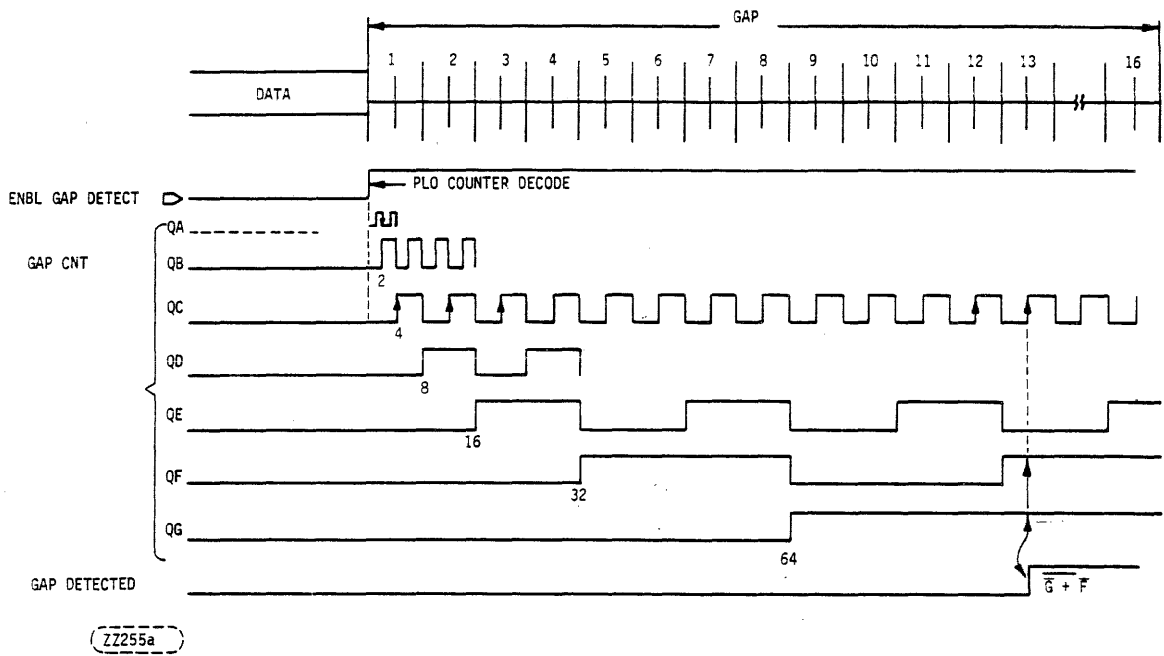 GAP
1 2 3 4 5 6 7 8 9 10 11 12 13 16
DATA
PLO COUNTER DECODE
ENBL GAP DETECT
QA
GAP CNT
QB
2
QC
4
QD
8
QE
16
QF
32
QG
64
GAP DETECTED
G̅ + F̅
ZZ255a